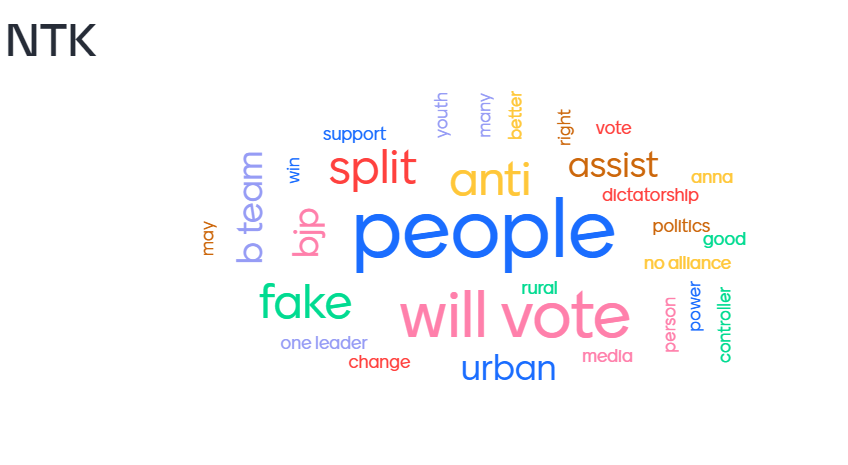 NTK
youth
many
better
right
vote
support
win
split
anti
assist
anna
dictatorship
b team
bjp
may
people
politics
good
no alliance
rural
fake
will vote
person
power
controller
one leader
change
urban
media